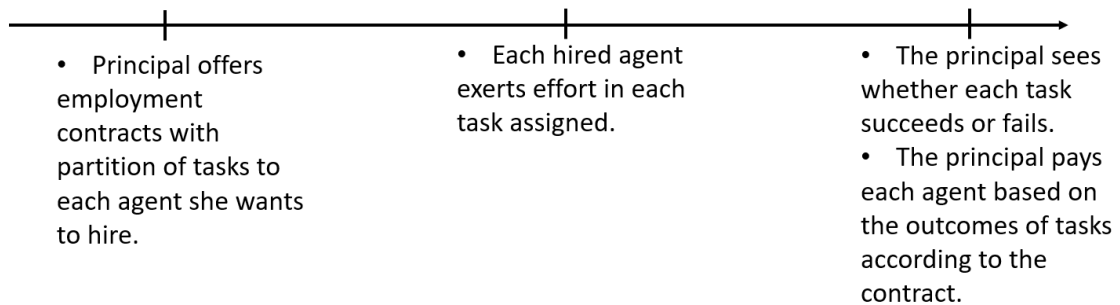 • Principal offers
employment
contracts with
partition of tasks to
each agent she wants
to hire.
• Each hired agent
exerts effort in each
task assigned.
• The principal sees
whether each task
succeeds or fails.
• The principal pays
each agent based on
the outcomes of tasks
according to the
contract.